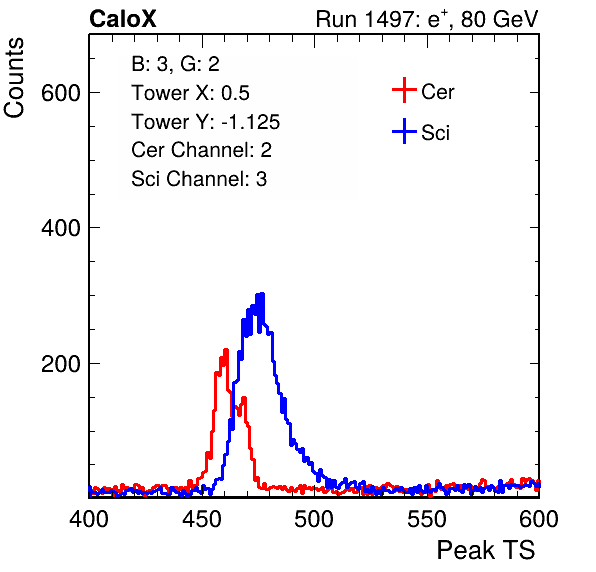 CaloX
Run 1497: e+, 80 GeV
Counts
B: 3, G: 2
Tower X: 0.5
Tower Y: -1.125
Cer Channel: 2
Sci Channel: 3
Cer
Sci
600
400
200
400 450 500 550 600
Peak TS